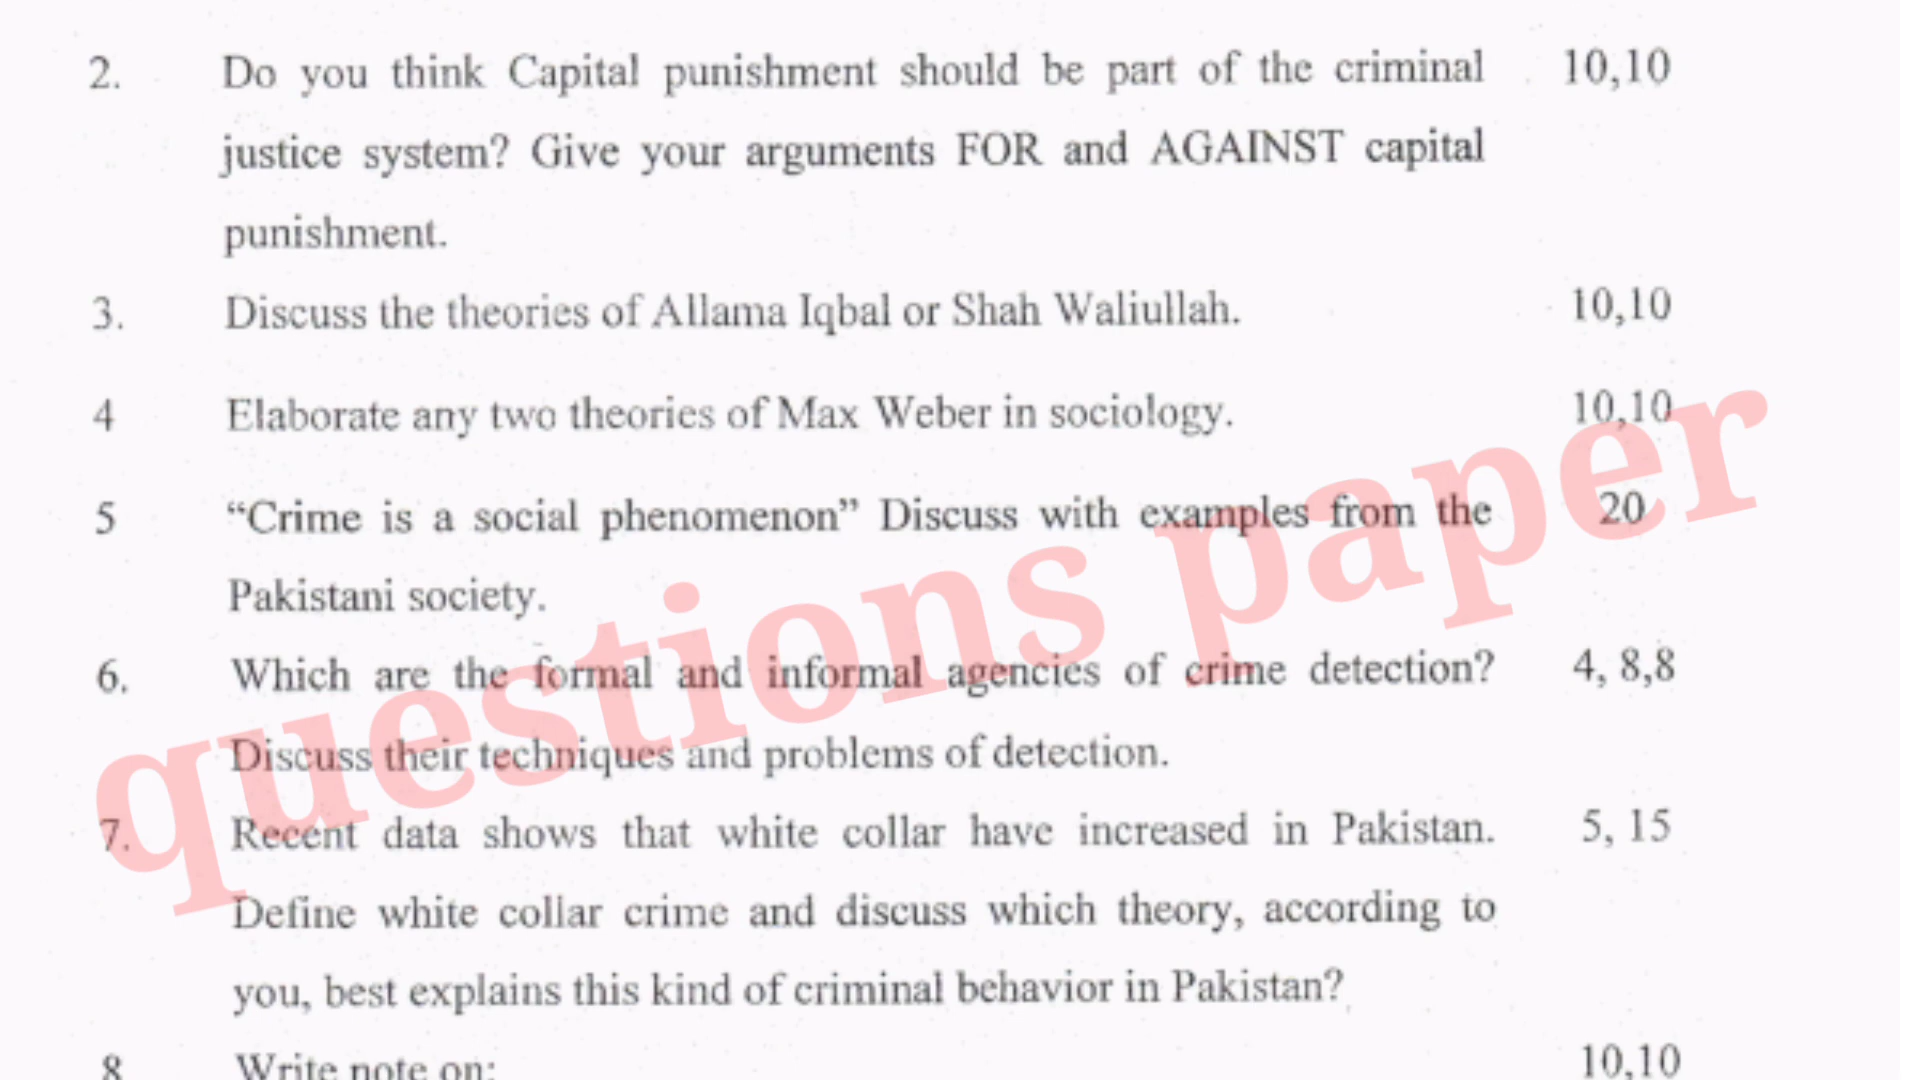 2. Do you think Capital punishment should be part of the criminal 10,10
justice system? Give your arguments FOR and AGAINST capital
punishment.
3. Discuss the theories of Allama Iqbal or Shah Waliullah. 10,10
4 Elaborate any two theories of Max Weber in sociology. 10,10
5 “Crime is a social phenomenon” Discuss with examples from the 20
Pakistani society.
6. Which are the formal and informal agencies of crime detection? 4, 8,8
Discuss their techniques and problems of detection.
7. Recent data shows that white collar have increased in Pakistan. 5, 15
Define white collar crime and discuss which theory, according to
you, best explains this kind of criminal behavior in Pakistan?
8 Write note on: 10,10
questions paper